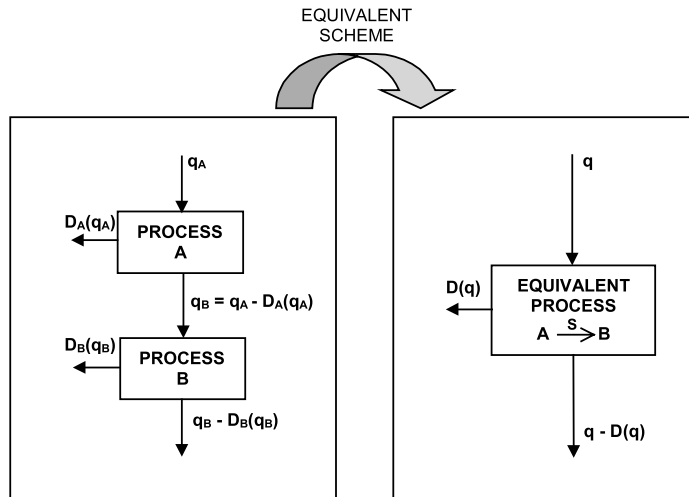 EQUIVALENT
SCHEME
qA
DA(qA)
PROCESS
A
qB = qA - DA(qA)
DB(qB)
PROCESS
B
qB - DB(qB)
q
D(q)
EQUIVALENT
PROCESS
A S B
q - D(q)